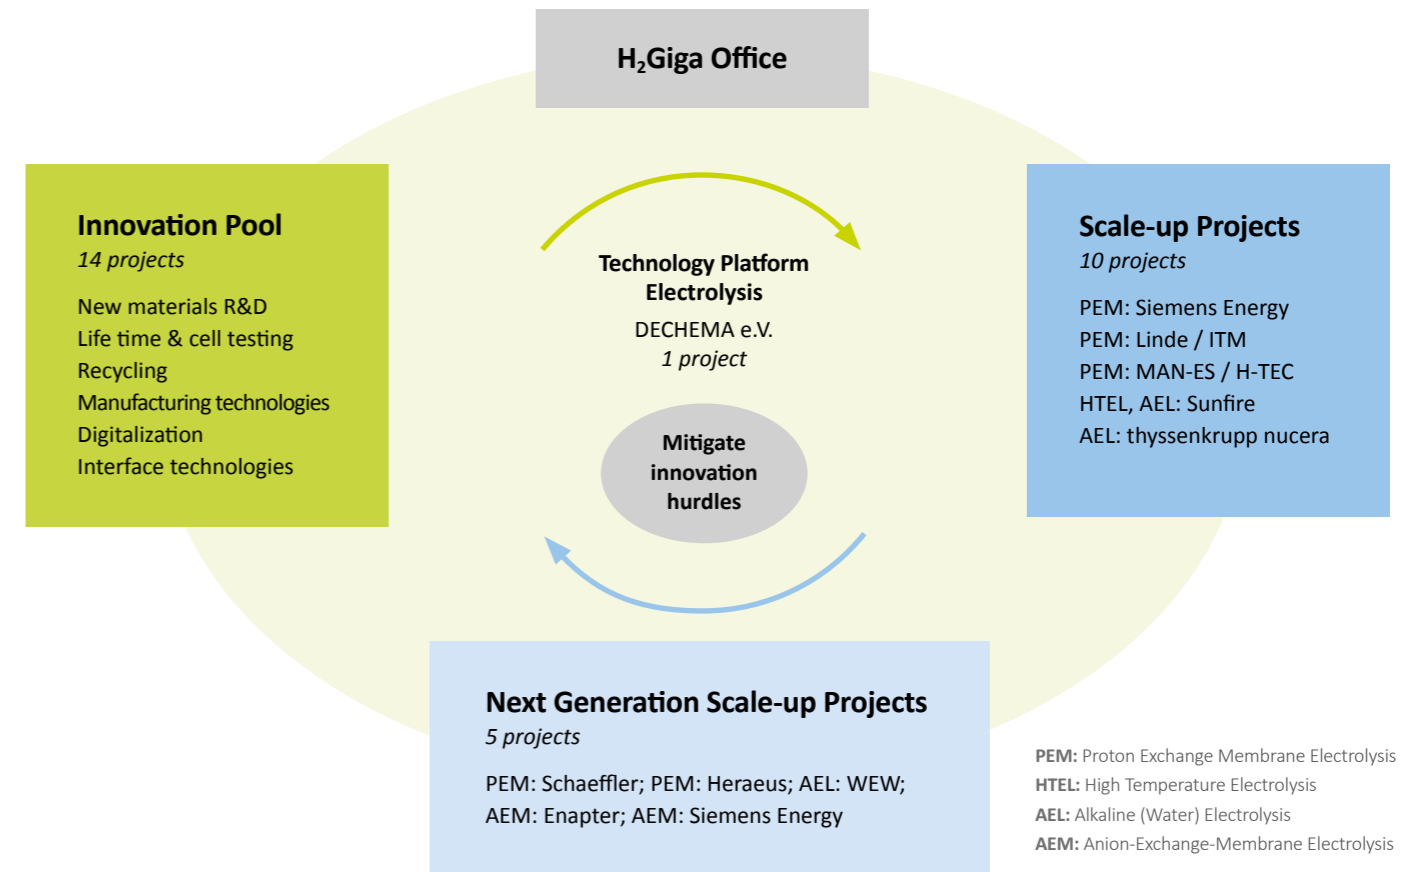 H₂Giga Office
Innovation Pool
14 projects
New materials R&D
Life time & cell testing
Recycling
Manufacturing technologies
Digitalization
Interface technologies
Technology Platform
Electrolysis
DECHEMA e.V.
1 project
Mitigate
innovation
hurdles
Scale-up Projects
10 projects
PEM: Siemens Energy
PEM: Linde / ITM
PEM: MAN-ES / H-TEC
HTEL, AEL: Sunfire
AEL: thyssenkrupp nucera
Next Generation Scale-up Projects
5 projects
PEM: Schaeffler; PEM: Heraeus; AEL: WEW;
AEM: Enapter; AEM: Siemens Energy
PEM: Proton Exchange Membrane Electrolysis
HTEL: High Temperature Electrolysis
AEL: Alkaline (Water) Electrolysis
AEM: Anion-Exchange-Membrane Electrolysis